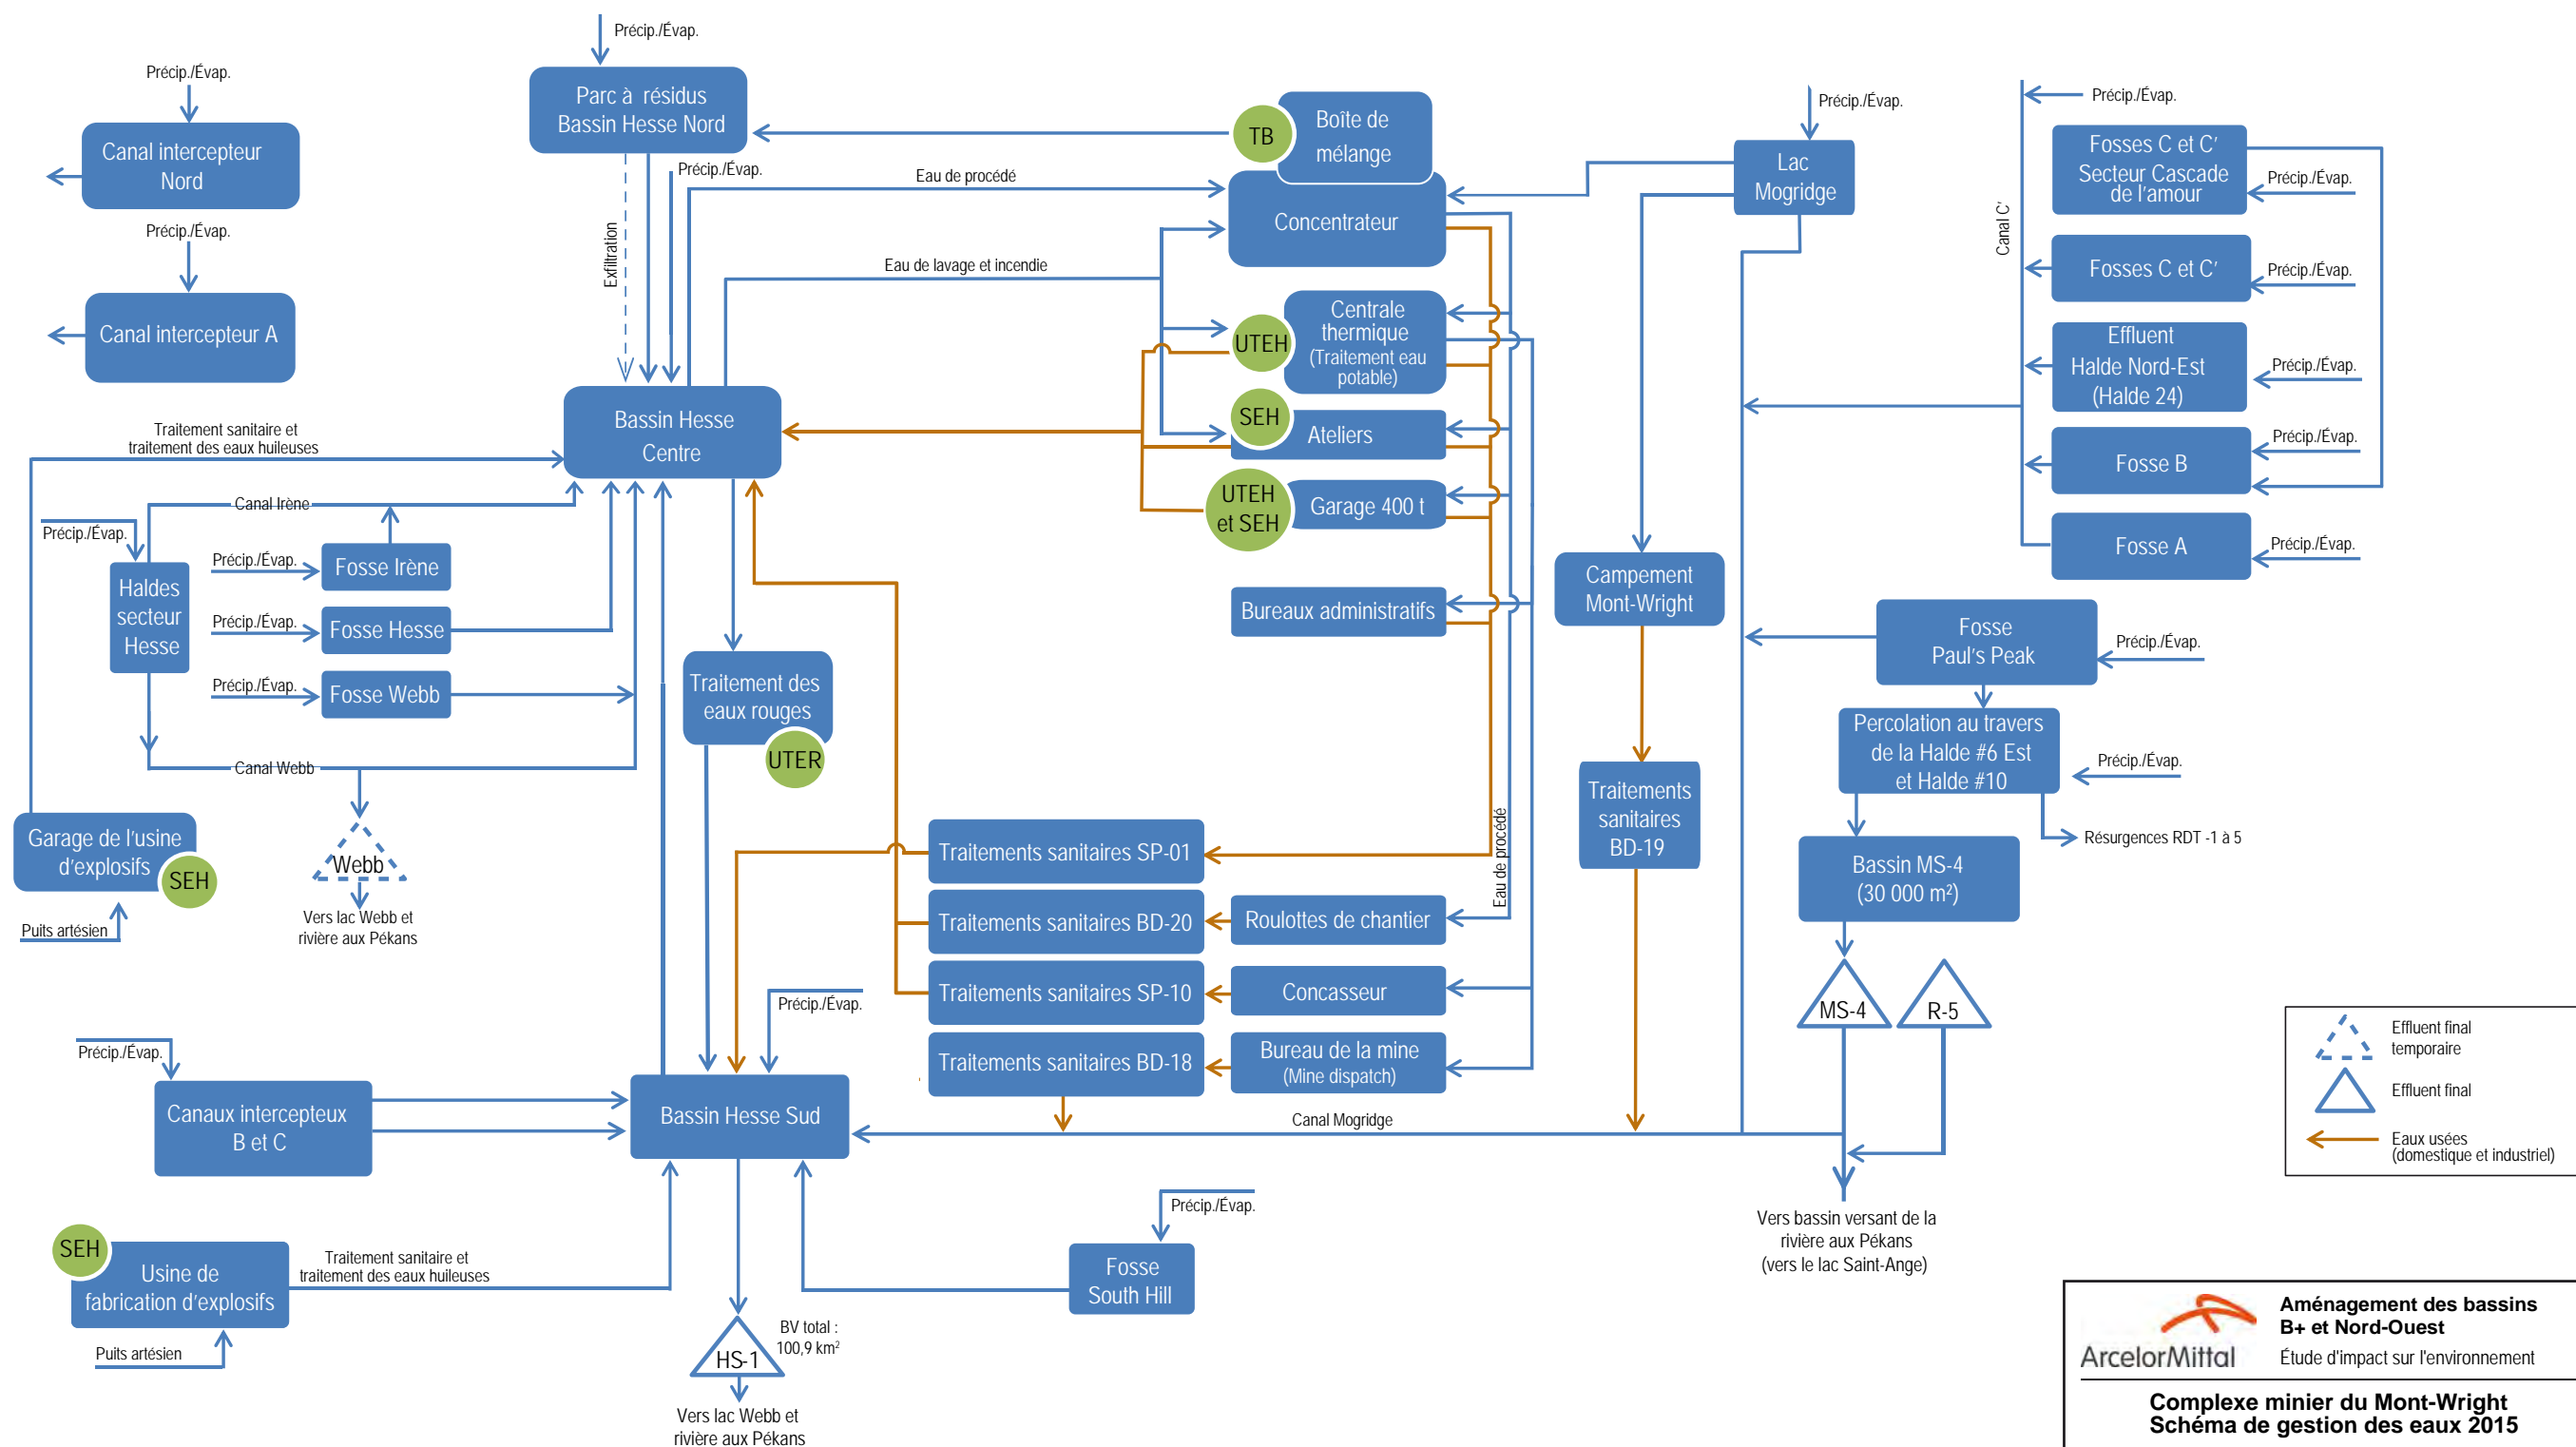 Précip./Évap.
Précip./Évap.
Canal intercepteur
Nord
Précip./Évap.
Canal intercepteur A
Parc à résidus
Bassin Hesse Nord
Précip./Évap.
Exfiltration
Eau de procédé
Eau de lavage et incendie
TB
Boîte de
mélange
Concentrateur
UTEH
Centrale
thermique
(Traitement eau
potable)
SEH
Ateliers
UTEH
et SEH
Garage 400 t
Bureaux administratifs
Précip./Évap.
Lac
Mogridge
Canal C'
Précip./Évap.
Fosses C et C'
Secteur Cascade
de l'amour
Précip./Évap.
Fosses C et C'
Précip./Évap.
Effluent
Halde Nord-Est
(Halde 24)
Précip./Évap.
Fosse B
Précip./Évap.
Fosse A
Précip./Évap.
Bassin Hesse
Centre
Traitement sanitaire et
traitement des eaux huileuses
Canal Irène
Précip./Évap.
Haldes
secteur
Hesse
Précip./Évap.
Fosse Irène
Précip./Évap.
Fosse Hesse
Précip./Évap.
Fosse Webb
Canal Webb
Garage de l'usine
d'explosifs
SEH
Puits artésien
Webb
Vers lac Webb et
rivière aux Pékans
Traitement des
eaux rouges
UTER
Campement
Mont-Wright
Traitements
sanitaires
BD-19
Fosse
Paul's Peak
Précip./Évap.
Percolation au travers
de la Halde #6 Est
et Halde #10
Précip./Évap.
Résurgences RDT -1 à 5
Bassin MS-4
(30 000 m²)
MS-4
R-5
Eau de procédé
Traitements sanitaires SP-01
Traitements sanitaires BD-20
Roulottes de chantier
Traitements sanitaires SP-10
Concasseur
Traitements sanitaires BD-18
Bureau de la mine
(Mine dispatch)
Précip./Évap.
Précip./Évap.
Canaux intercepteux
B et C
Bassin Hesse Sud
Canal Mogridge
Vers bassin versant de la
rivière aux Pékans
(vers le lac Saint-Ange)
Précip./Évap.
Fosse
South Hill
SEH
Usine de
fabrication d'explosifs
Traitement sanitaire et
traitement des eaux huileuses
Puits artésien
HS-1
BV total :
100,9 km²
Vers lac Webb et
rivière aux Pékans
Effluent final
temporaire
Effluent final
Eaux usées
(domestique et industriel)
ArcelorMittal
Aménagement des bassins
B+ et Nord-Ouest
Étude d'impact sur l'environnement
Complexe minier du Mont-Wright
Schéma de gestion des eaux 2015